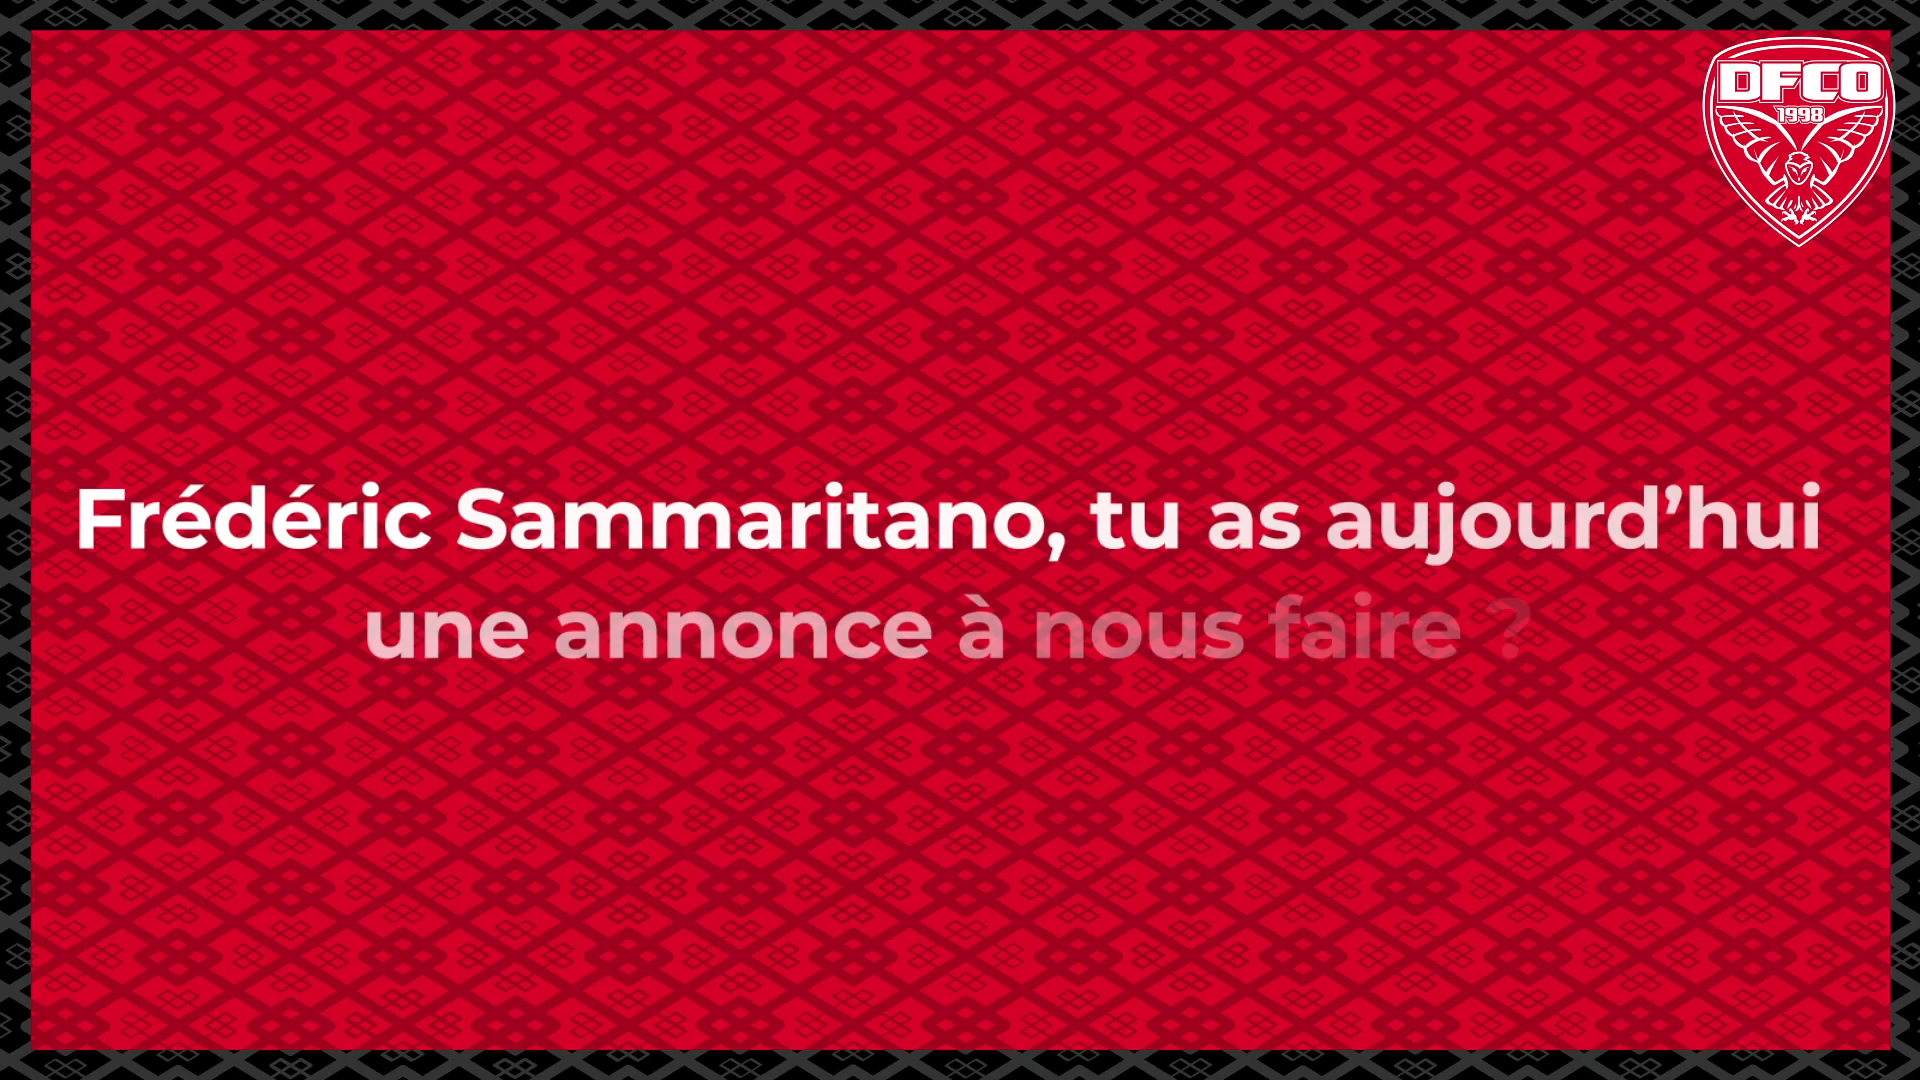 DFCO
1998
Frédéric Sammaritano, tu as aujourd’hui
une annonce à nous faire ?